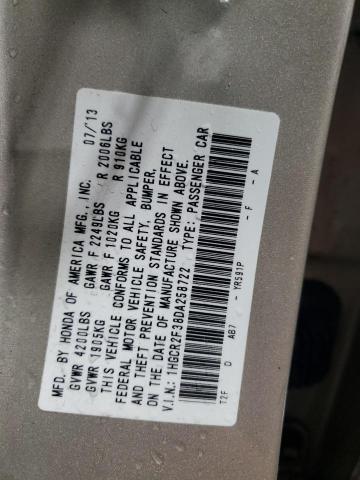 MFD. BY HONDA OF AMERICA MFG., INC. 07/'13
GVWR 4200LBS GAWR F 2249LBS R 2006LBS
GVWR 1905KG GAWR F 1020KG R 910KG
THIS VEHICLE CONFORMS TO ALL APPLICABLE
FEDERAL MOTOR VEHICLE SAFETY, BUMPER,
AND THEFT PREVENTION STANDARDS IN EFFECT
ON THE DATE OF MANUFACTURE SHOWN ABOVE.
V.I.N.: 1HGCR2F38DA258722 TYPE: PASSENGER CAR
T2F D AB7 - YR591P - F - A